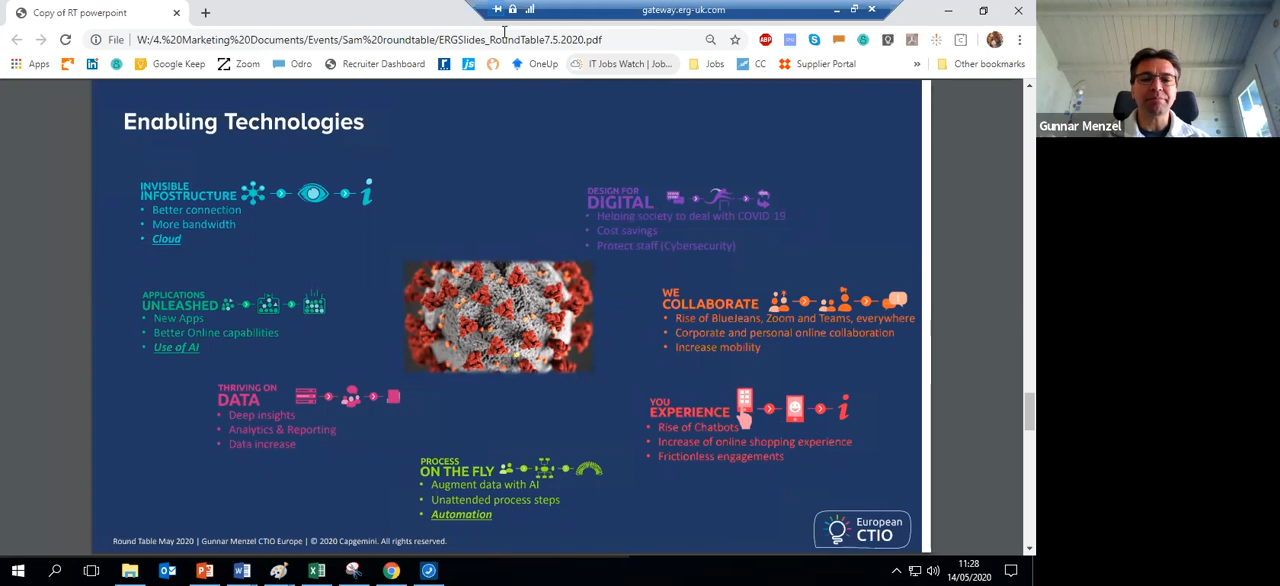 Copy of RT powerpoint
gateway.erg-uk.com
File
W:/4.%20Marketing%20Documents/Events/Sam%20roundtable/ERGSlides_RoundTable7.5.2020.pdf
ABP
Apps
Google Keep
Zoom
Odro
Recruiter Dashboard
OneUp
IT Jobs Watch | Job...
Jobs
CC
Supplier Portal
»
Other bookmarks
Gunnar Menzel
Enabling Technologies
INVISIBLE
INFOSTRUCTURE
• Better connection
• More bandwidth
• Cloud
DESIGN FOR
DIGITAL
• Helping society to deal with COVID 19
• Cost savings
• Protect staff (Cybersecurity)
APPLICATIONS
UNLEASHED
• New Apps
• Better Online capabilities
• Use of AI
WE
COLLABORATE
• Rise of BlueJeans, Zoom and Teams, everywhere
• Corporate and personal online collaboration
• Increase mobility
THRIVING ON
DATA
• Deep insights
• Analytics & Reporting
• Data increase
YOU
EXPERIENCE
• Rise of Chatbots
• Increase of online shopping experience
• Frictionless engagements
PROCESS
ON THE FLY
• Augment data with AI
• Unattended process steps
• Automation
European
CTIO
Round Table May 2020 | Gunnar Menzel CTIO Europe | © 2020 Capgemini. All rights reserved.
11:28
14/05/2020